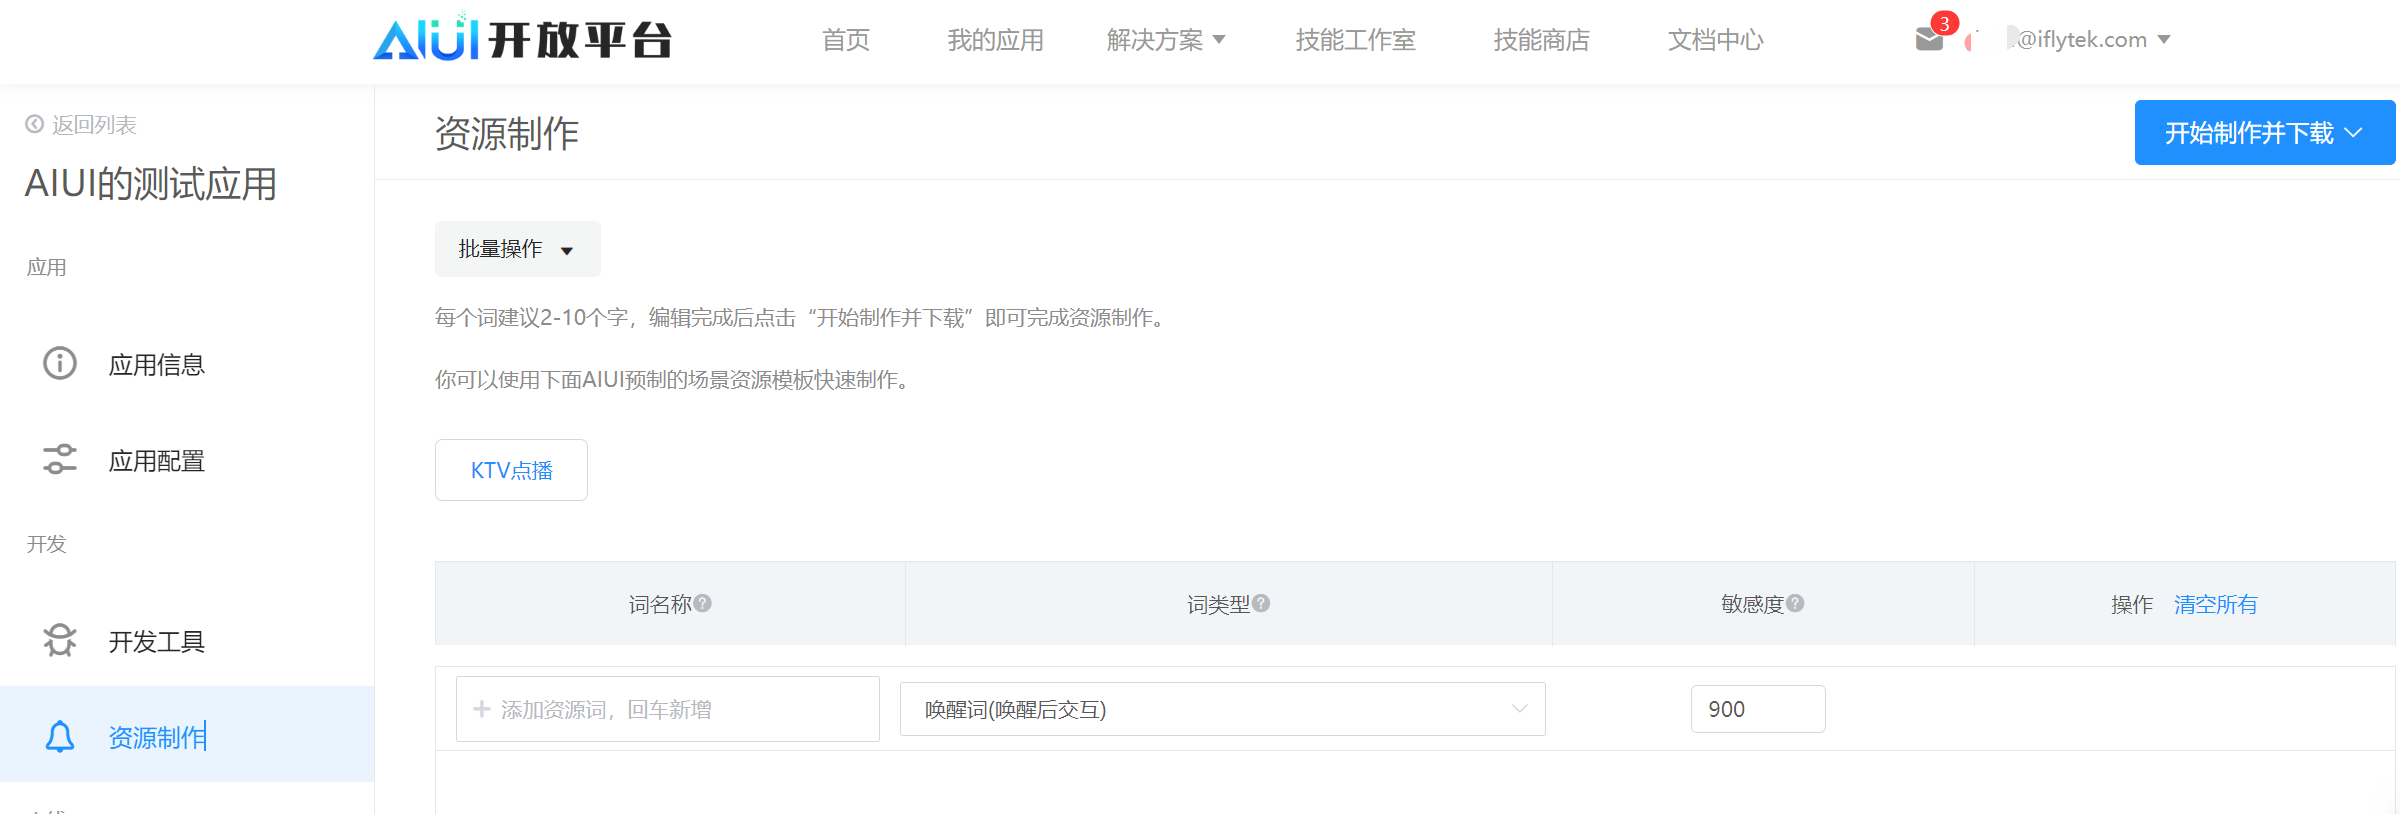 AIUI开放平台 首页 我的应用 解决方案 技能工作室 技能商店 文档中心 3 @iflytek.com
返回列表
AIUI的测试应用
应用
应用信息
应用配置
开发
开发工具
资源制作
资源制作 开始制作并下载
批量操作
每个词建议2-10个字，编辑完成后点击“开始制作并下载”即可完成资源制作。
你可以使用下面AIUI预制的场景资源模板快速制作。
KTV点播
词名称? 词类型? 敏感度? 操作 清空所有
+ 添加资源词，回车新增 唤醒词(唤醒后交互) 900